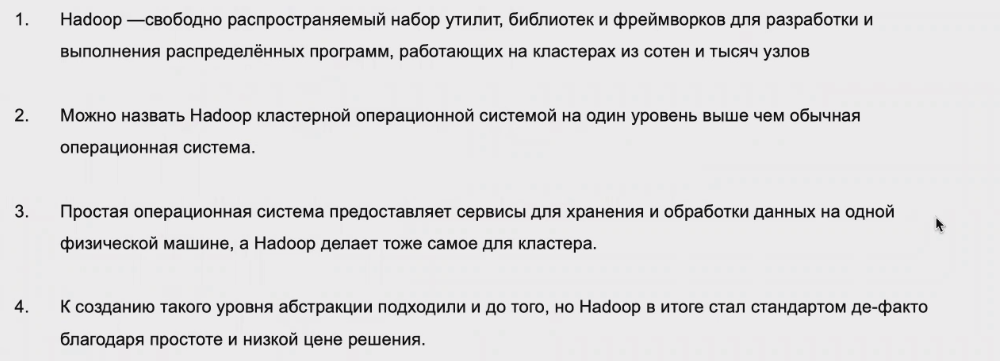 1. Hadoop —свободно распространяемый набор утилит, библиотек и фреймворков для разработки и
выполнения распределённых программ, работающих на кластерах из сотен и тысяч узлов
2. Можно назвать Hadoop кластерной операционной системой на один уровень выше чем обычная
операционная система.
3. Простая операционная система предоставляет сервисы для хранения и обработки данных на одной
физической машине, а Hadoop делает тоже самое для кластера.
4. К созданию такого уровня абстракции подходили и до того, но Hadoop в итоге стал стандартом де-факто
благодаря простоте и низкой цене решения.